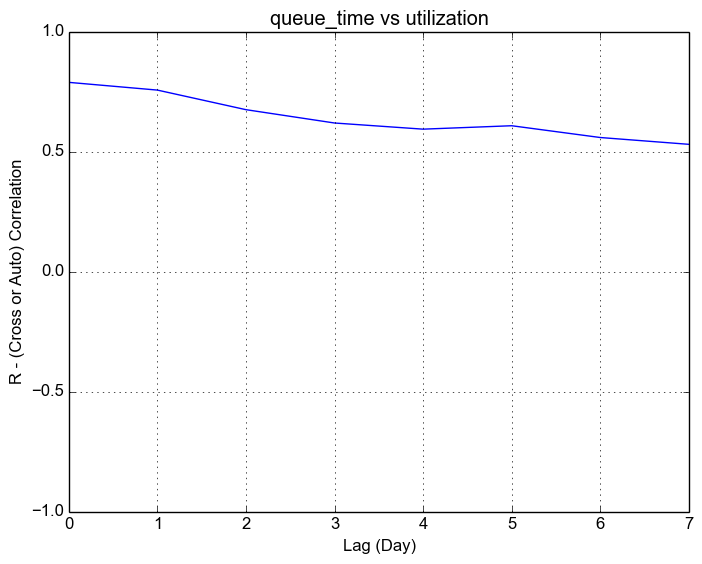 queue_time vs utilization
1.0
0.5
0.0
−0.5
−1.0
R - (Cross or Auto) Correlation
0 1 2 3 4 5 6 7
Lag (Day)